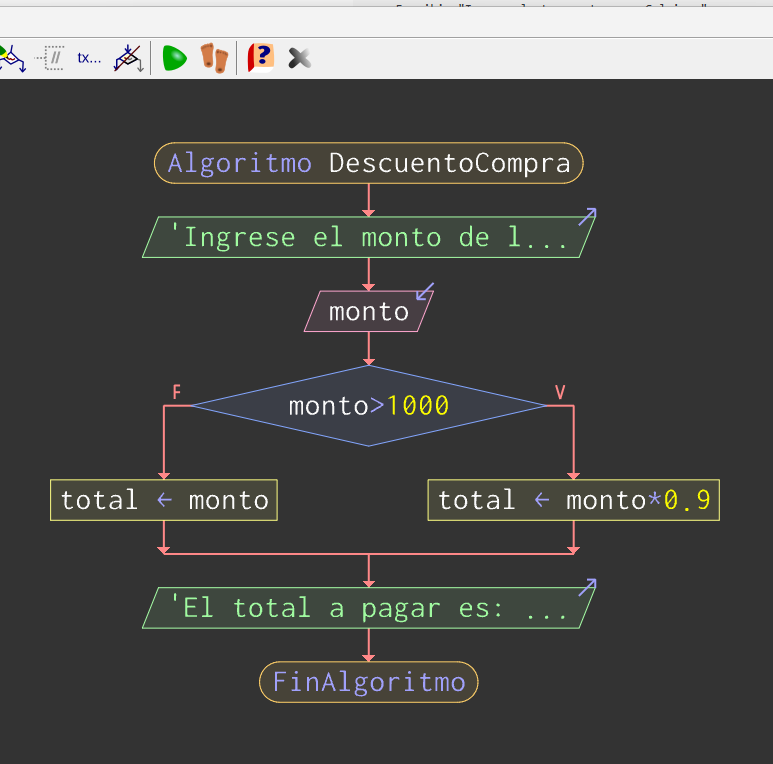 tx...
Algoritmo DescuentoCompra
'Ingrese el monto de l...
monto
F
V
monto>1000
total ← monto
total ← monto*0.9
'El total a pagar es: ...
FinAlgoritmo